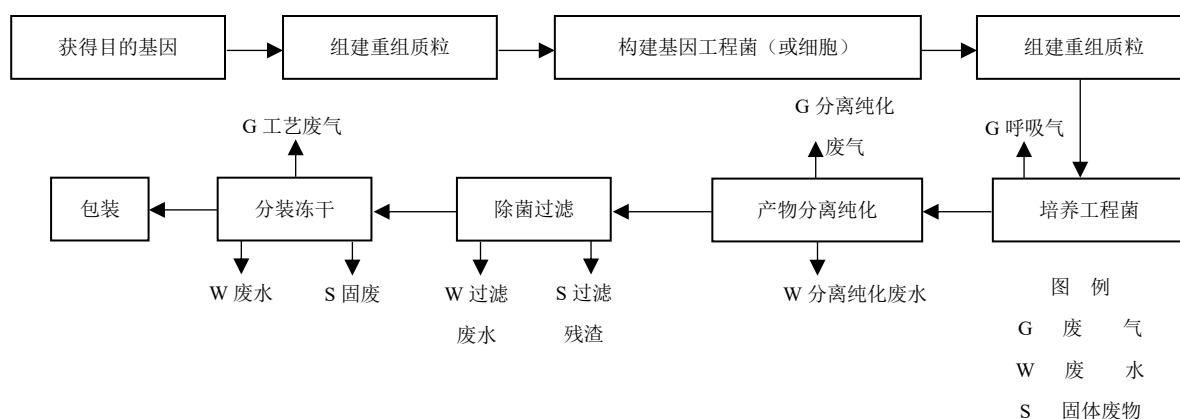 获得目的基因
组建重组质粒
构建基因工程菌（或细胞）
组建重组质粒
G 工艺废气
G 分离纯化
废气
G 呼吸气
包装
分装冻干
除菌过滤
产物分离纯化
培养工程菌
W 废水
S 固废
W 过滤
废水
S 过滤
残渣
W 分离纯化废水
图 例
G 废 气
W 废 水
S 固体废物